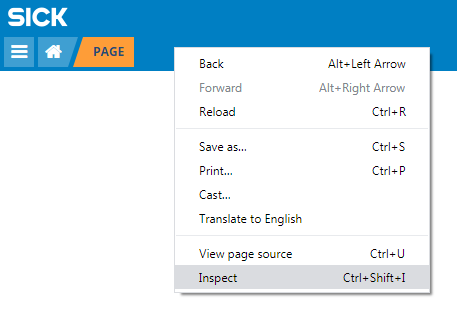 SICK
PAGE
Back Alt+Left Arrow
Forward Alt+Right Arrow
Reload Ctrl+R
Save as... Ctrl+S
Print... Ctrl+P
Cast...
Translate to English
View page source Ctrl+U
Inspect Ctrl+Shift+I